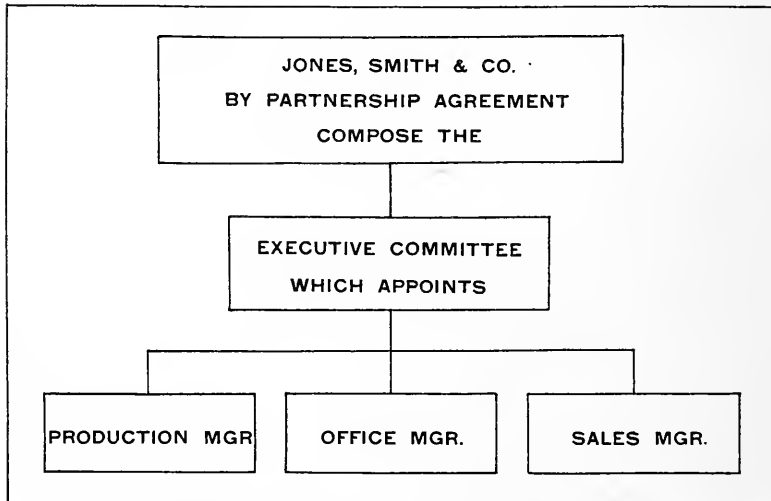 JONES, SMITH & CO.
BY PARTNERSHIP AGREEMENT
COMPOSE THE
EXECUTIVE COMMITTEE
WHICH APPOINTS
PRODUCTION MGR
OFFICE MGR.
SALES MGR.